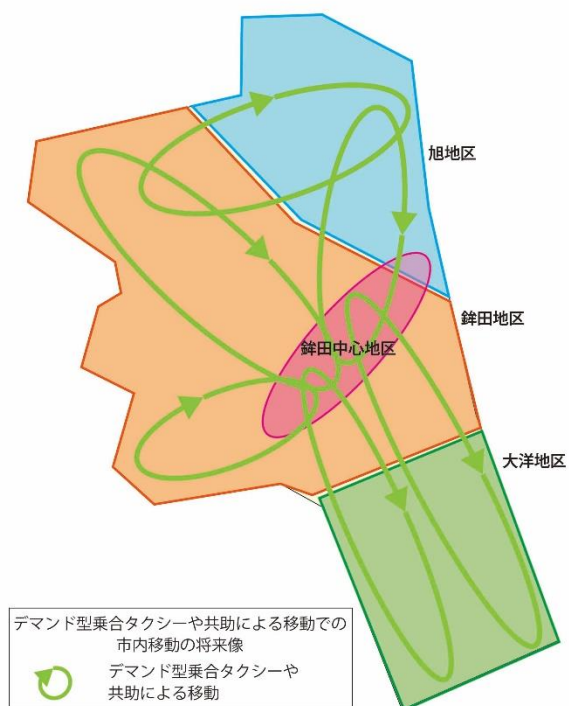 旭地区
鉾田地区
鉾田中心地区
大洋地区
デマンド型乗合タクシーや共助による移動での
市内移動の将来像
デマンド型乗合タクシーや
共助による移動